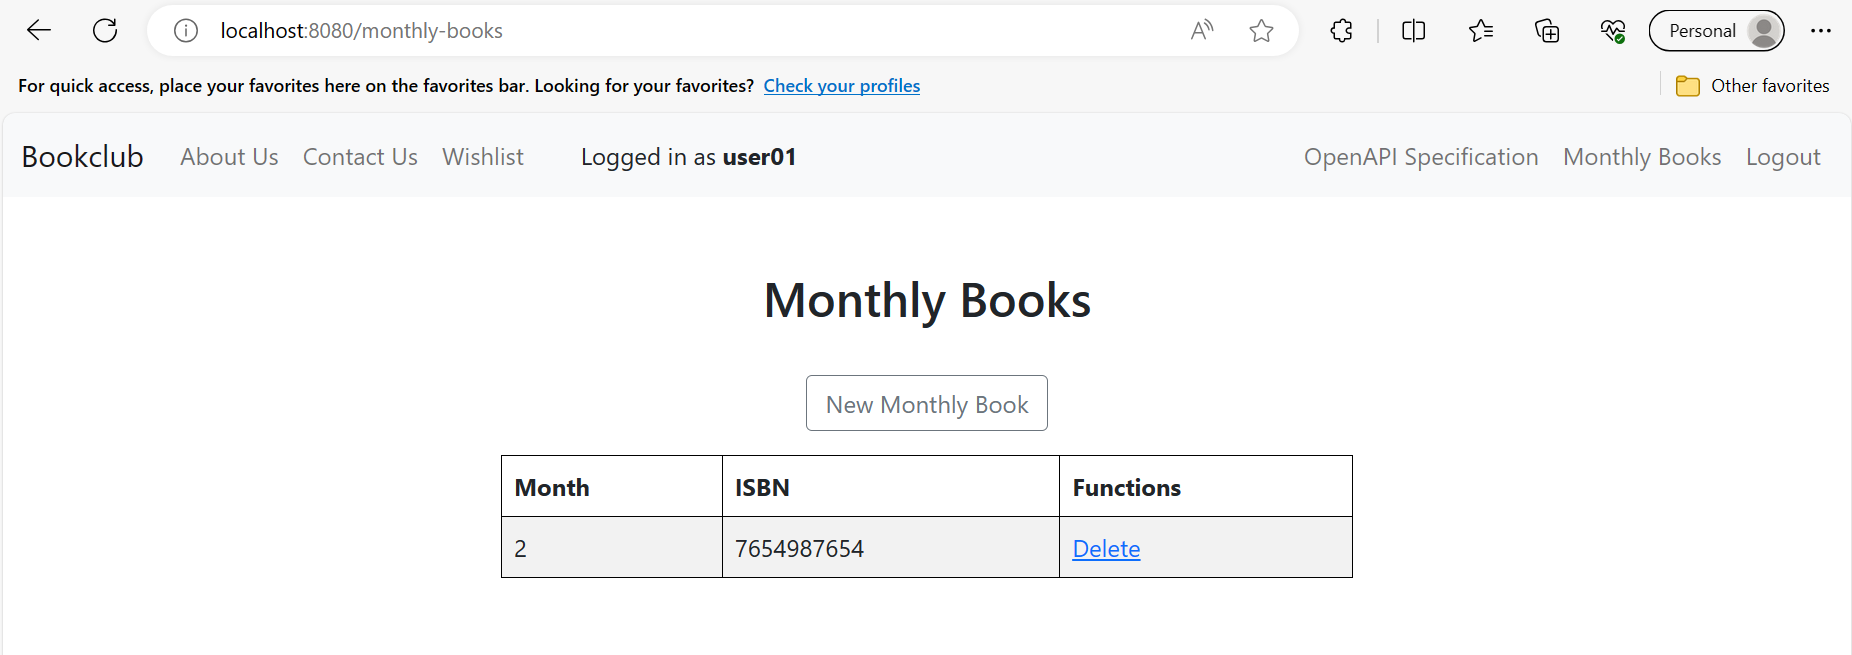 localhost:8080/monthly-books
Personal
For quick access, place your favorites here on the favorites bar. Looking for your favorites? Check your profiles
Other favorites
Bookclub About Us Contact Us Wishlist Logged in as user01 OpenAPI Specification Monthly Books Logout
Monthly Books
New Monthly Book
Month ISBN Functions
2 7654987654 Delete